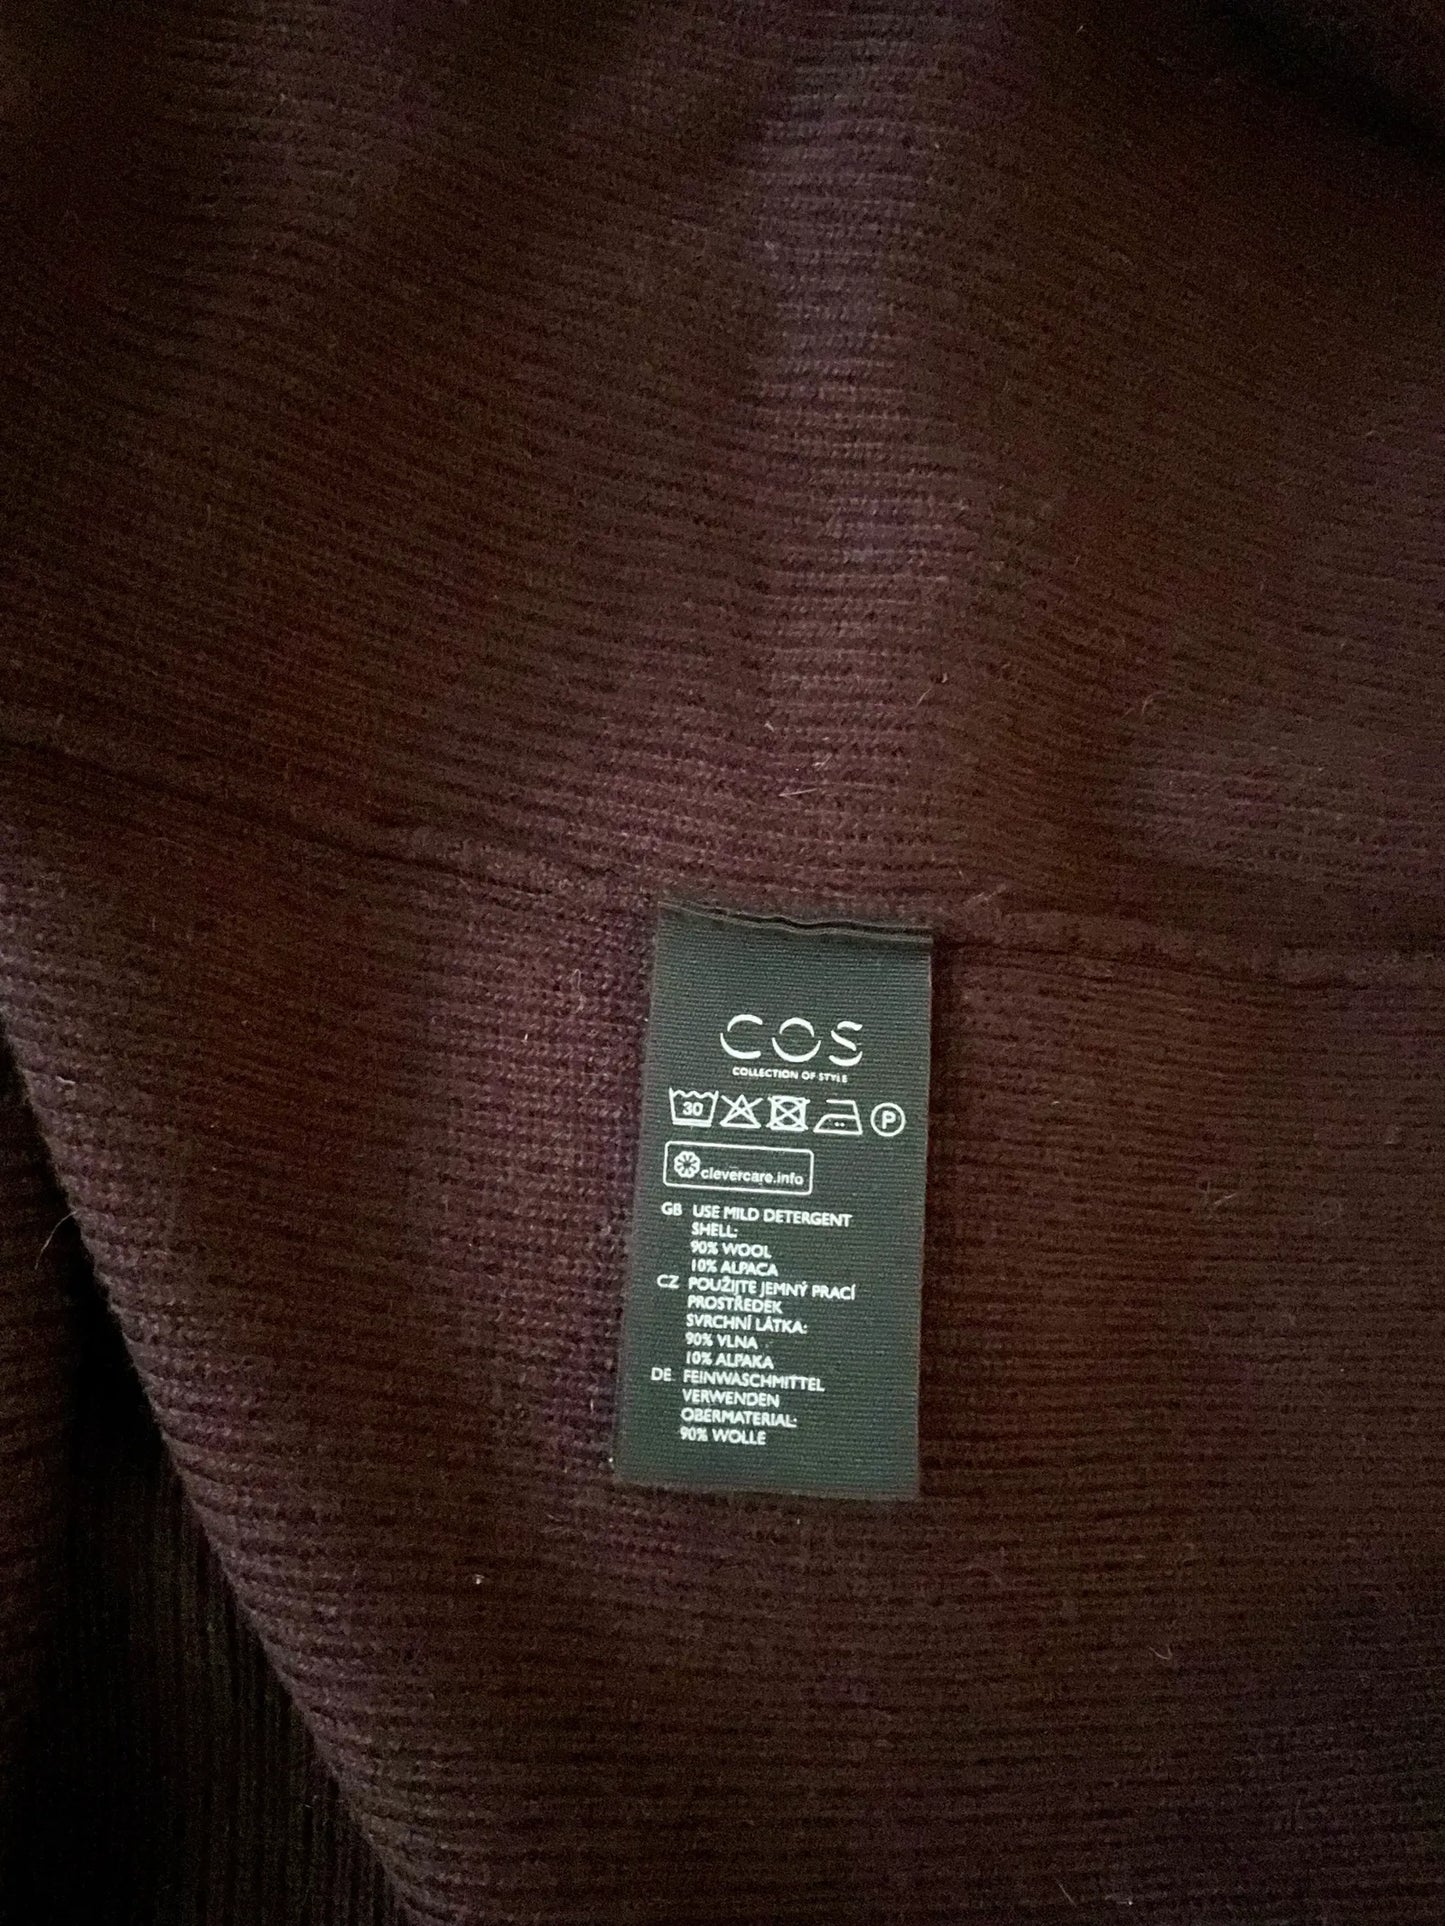 COS
COLLECTION OF STYLE
30 P
clevercare.info
GB USE MILD DETERGENT
SHELL:
90% WOOL
10% ALPACA
CZ POUŽIJTE JEMNÝ PRACÍ
PROSTŘEDEK
SVRCHNÍ LÁTKA:
90% VLNA
10% ALPAKA
DE FEINWASCHMITTEL
VERWENDEN
OBERMATERIAL:
90% WOLLE